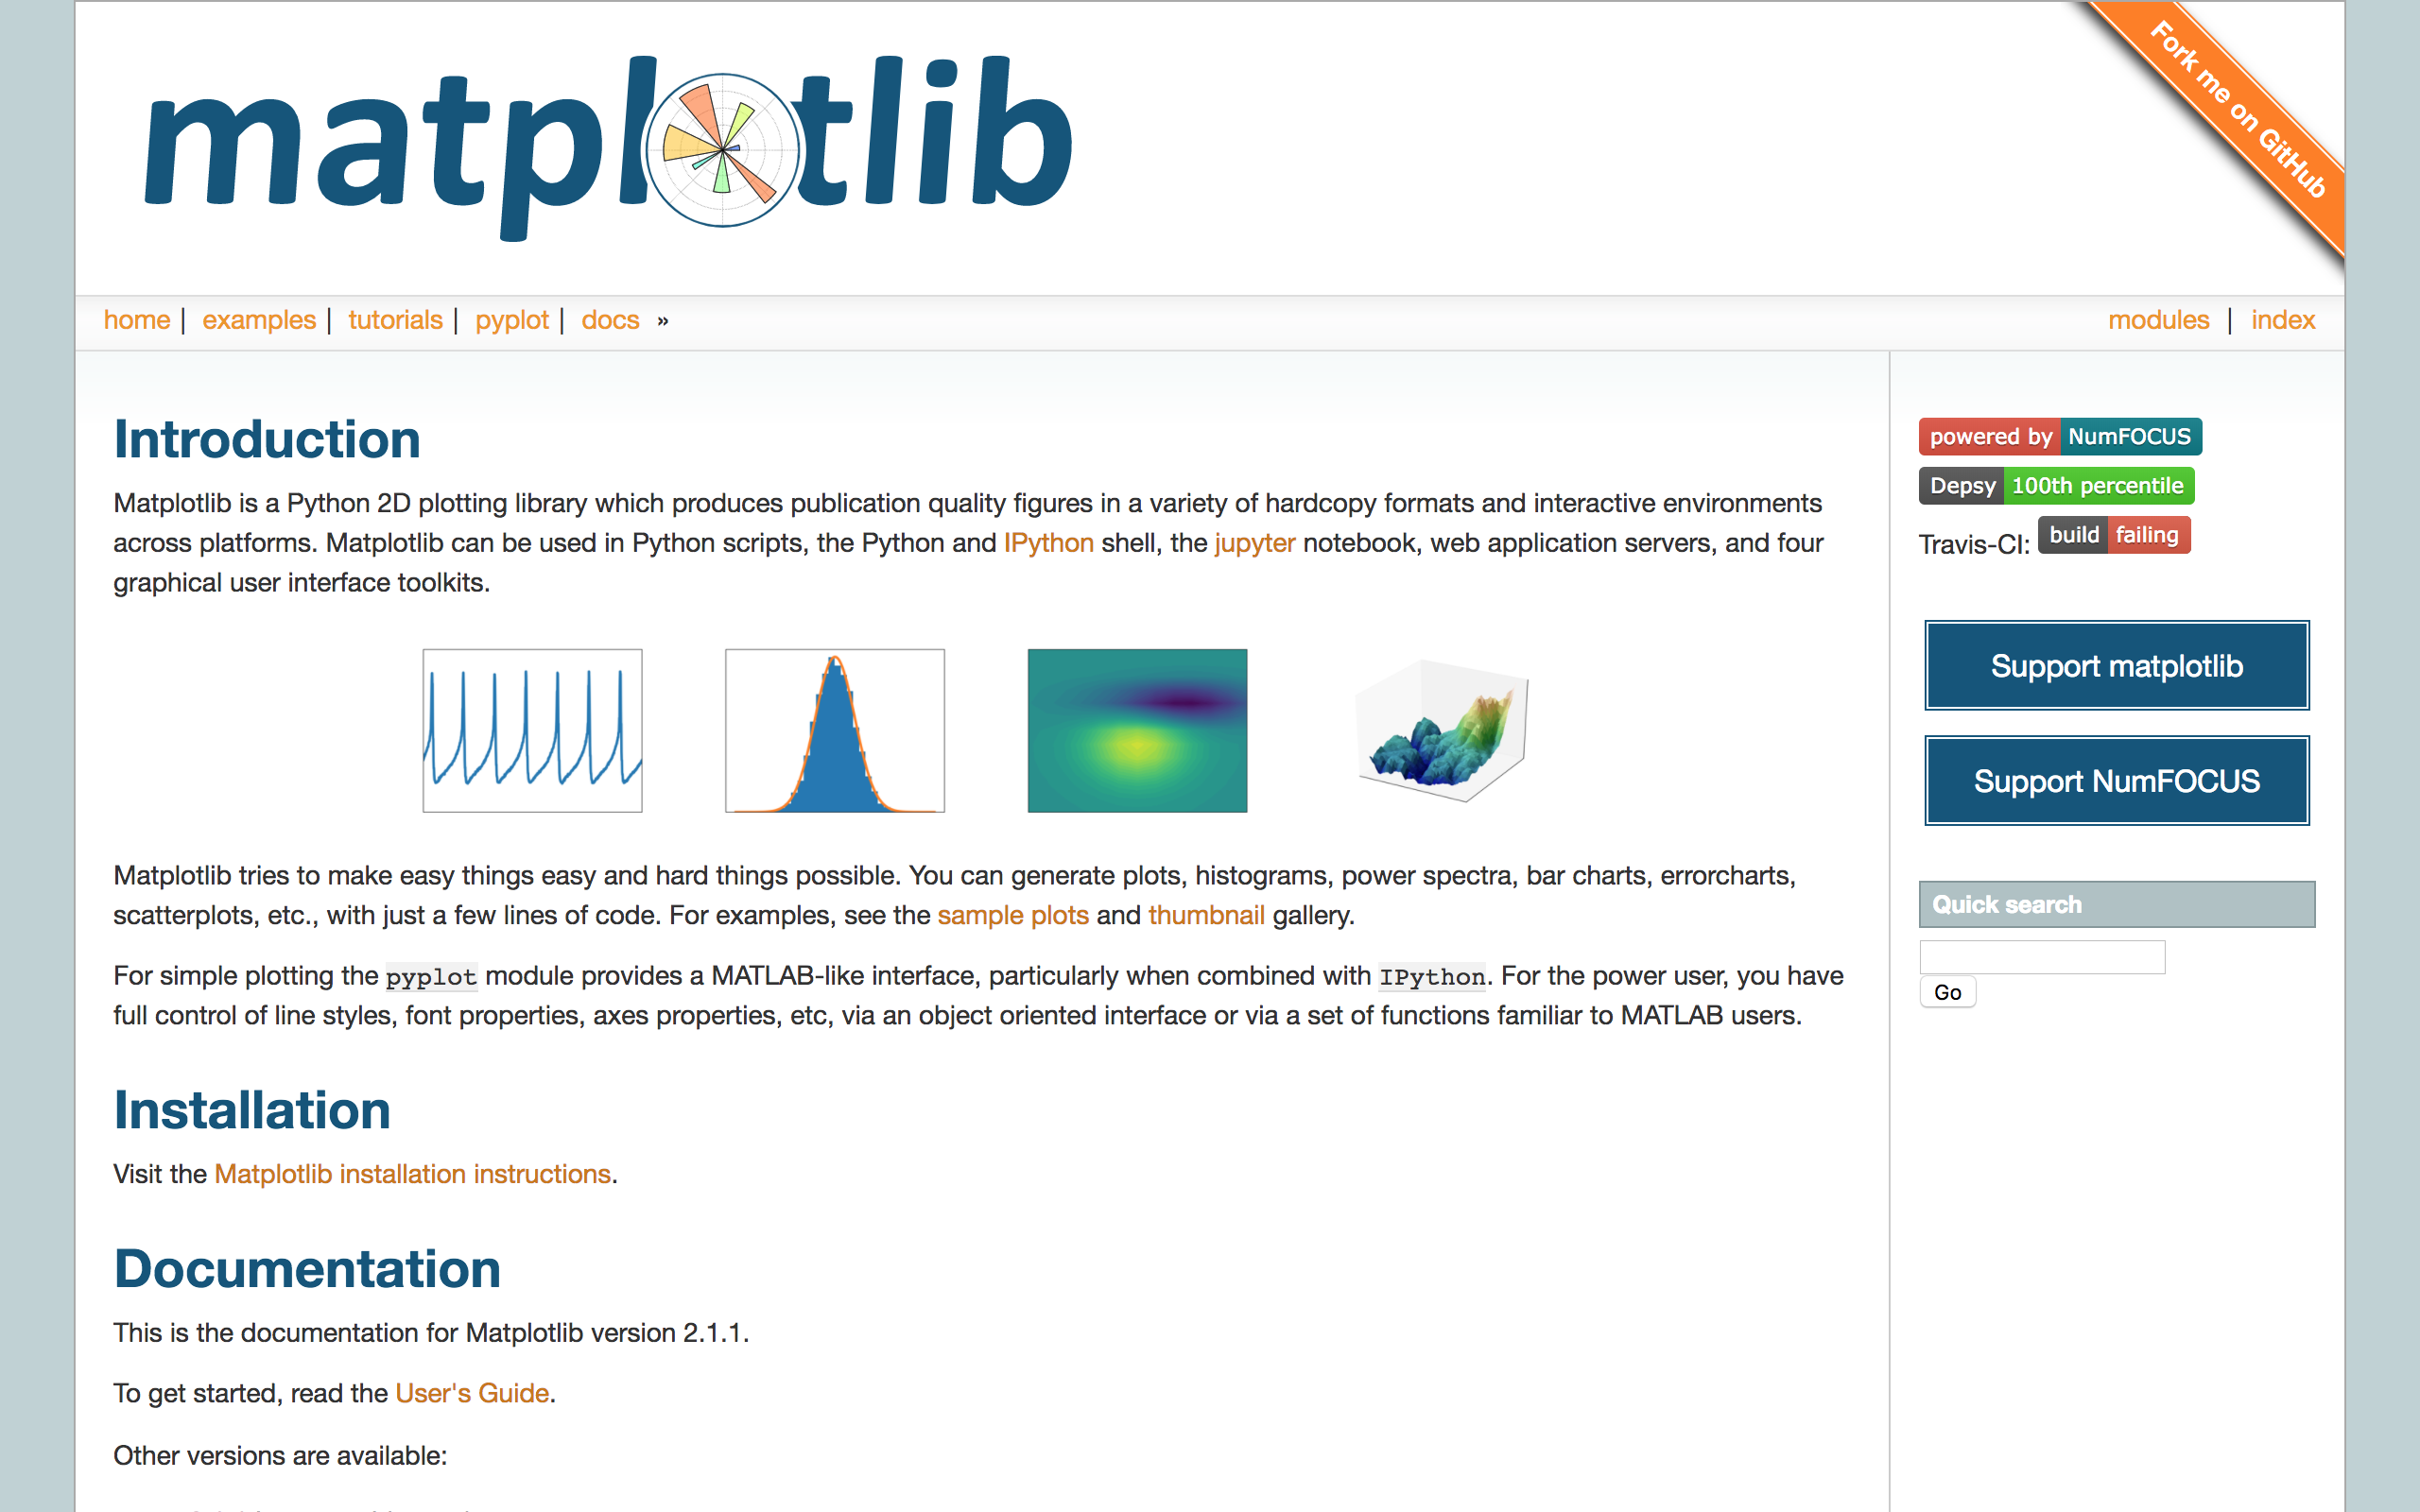 matplotlib
Fork me on GitHub
home | examples | tutorials | pyplot | docs »
modules | index
Introduction
Matplotlib is a Python 2D plotting library which produces publication quality figures in a variety of hardcopy formats and interactive environments
across platforms. Matplotlib can be used in Python scripts, the Python and IPython shell, the jupyter notebook, web application servers, and four
graphical user interface toolkits.
Matplotlib tries to make easy things easy and hard things possible. You can generate plots, histograms, power spectra, bar charts, errorcharts,
scatterplots, etc., with just a few lines of code. For examples, see the sample plots and thumbnail gallery.
For simple plotting the pyplot module provides a MATLAB-like interface, particularly when combined with IPython. For the power user, you have
full control of line styles, font properties, axes properties, etc, via an object oriented interface or via a set of functions familiar to MATLAB users.
Installation
Visit the Matplotlib installation instructions.
Documentation
This is the documentation for Matplotlib version 2.1.1.
To get started, read the User's Guide.
Other versions are available:
powered by NumFOCUS
Depsy 100th percentile
Travis-CI: build failing
Support matplotlib
Support NumFOCUS
Quick search
Go